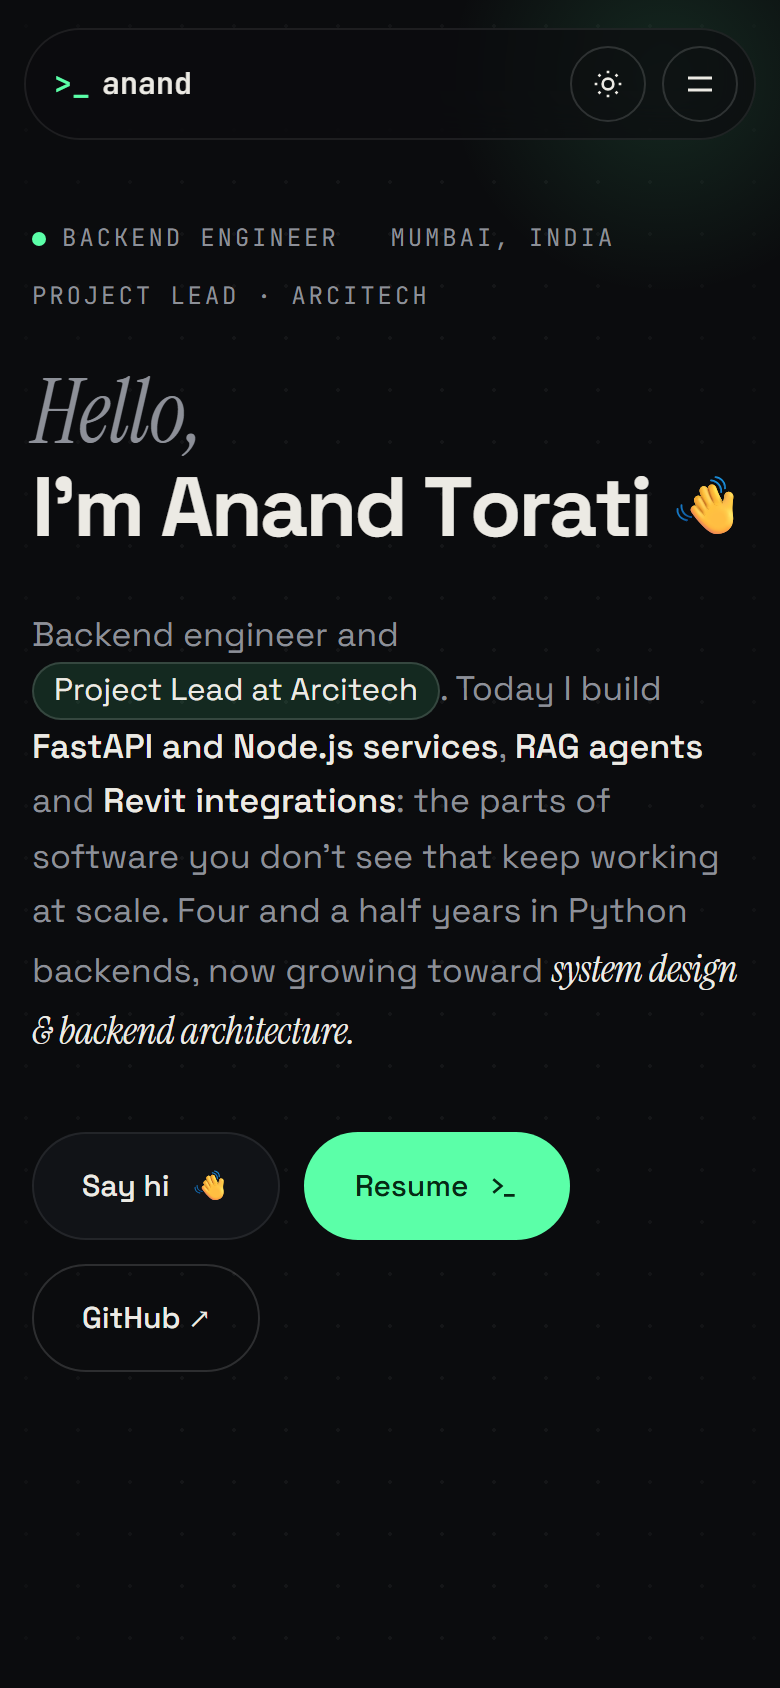 >_ anand
BACKEND ENGINEER MUMBAI, INDIA
PROJECT LEAD · ARCITECH
Hello,
I’m Anand Torati 👋
Backend engineer and
Project Lead at Arcitech. Today I build
FastAPI and Node.js services, RAG agents
and Revit integrations: the parts of
software you don’t see that keep working
at scale. Four and a half years in Python
backends, now growing toward system design
& backend architecture.
Say hi 👋
Resume >_
GitHub ↗